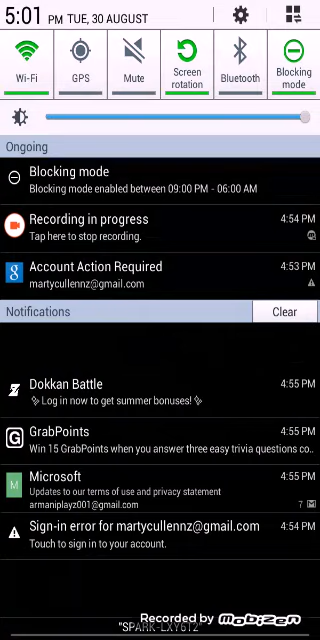 5:01 PM TUE, 30 AUGUST
Wi-Fi
GPS
Mute
Screen rotation
Bluetooth
Blocking mode
Ongoing
Blocking mode
Blocking mode enabled between 09:00 PM - 06:00 AM
Recording in progress 4:54 PM
Tap here to stop recording.
Account Action Required 4:53 PM
martycullennz@gmail.com
Notifications Clear
Dokkan Battle 4:55 PM
Log in now to get summer bonuses!
GrabPoints 4:55 PM
Win 15 GrabPoints when you answer three easy trivia questions co..
Microsoft 4:55 PM
Updates to our terms of use and privacy statement
armaniplayz001@gmail.com 7
Sign-in error for martycullennz@gmail.com 4:54 PM
Touch to sign in to your account.
Recorded by Mobizen